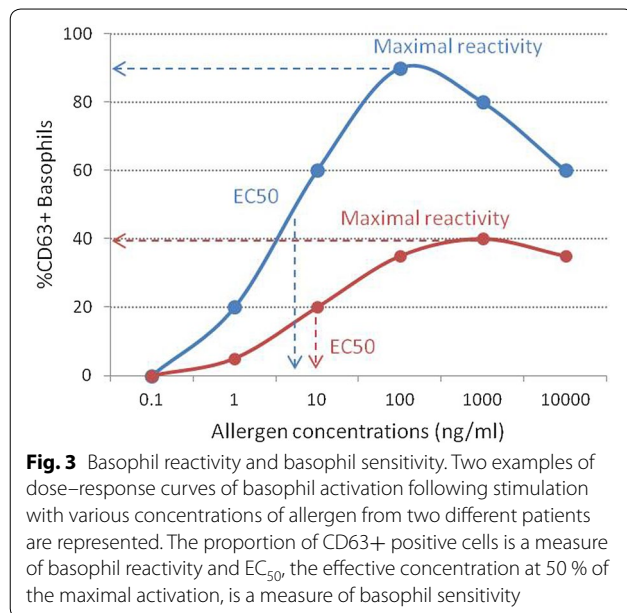 100
Maximal reactivity
80
60
EC50
Maximal reactivity
40
20
EC50
0
%CD63+ Basophils
0.1 1 10 100 1000 10000
Allergen concentrations (ng/ml)
Fig. 3 Basophil reactivity and basophil sensitivity. Two examples of
dose–response curves of basophil activation following stimulation
with various concentrations of allergen from two different patients
are represented. The proportion of CD63+ positive cells is a measure
of basophil reactivity and EC50, the effective concentration at 50 % of
the maximal activation, is a measure of basophil sensitivity